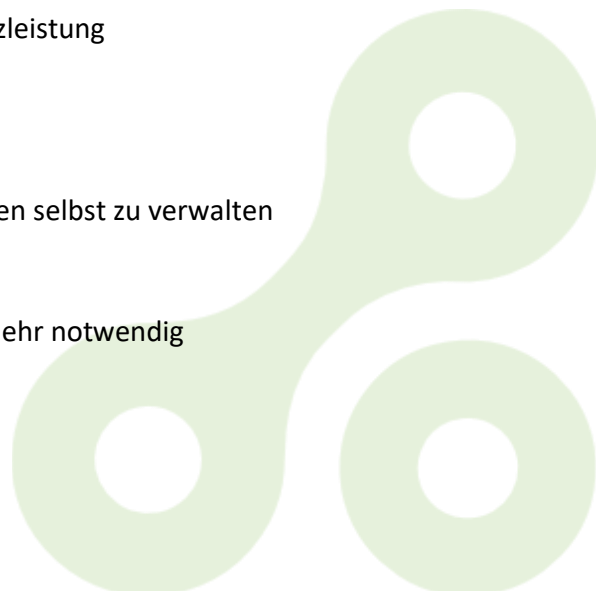 zleistung
en selbst zu verwalten
ehr notwendig